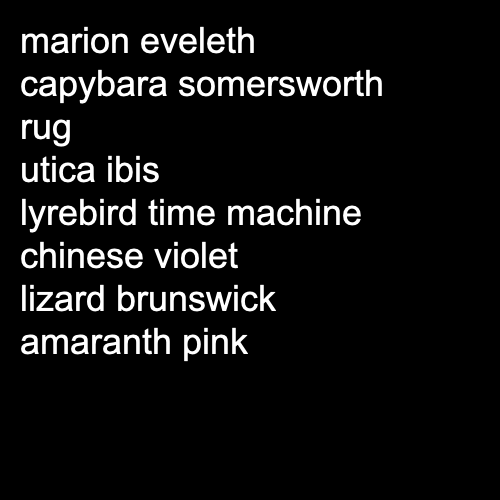 marion eveleth
capybara somersworth
rug
utica ibis
lyrebird time machine
chinese violet
lizard brunswick
amaranth pink